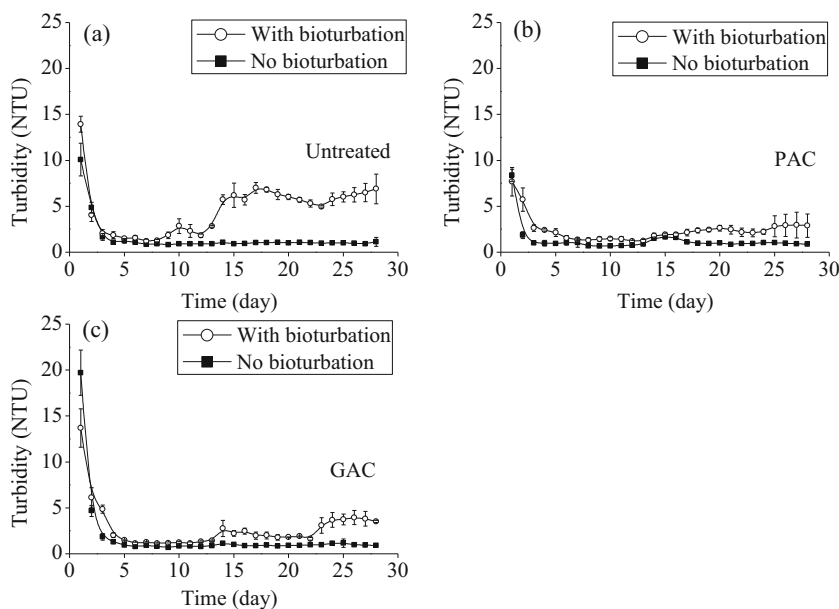 (a)
With bioturbation
No bioturbation
Untreated
Turbidity (NTU)
25
20
15
10
5
0
0 5 10 15 20 25 30
Time (day)
(b)
With bioturbation
No bioturbation
PAC
Turbidity (NTU)
25
20
15
10
5
0
0 5 10 15 20 25 30
Time (day)
(c)
With bioturbation
No bioturbation
GAC
Turbidity (NTU)
25
20
15
10
5
0
0 5 10 15 20 25 30
Time (day)